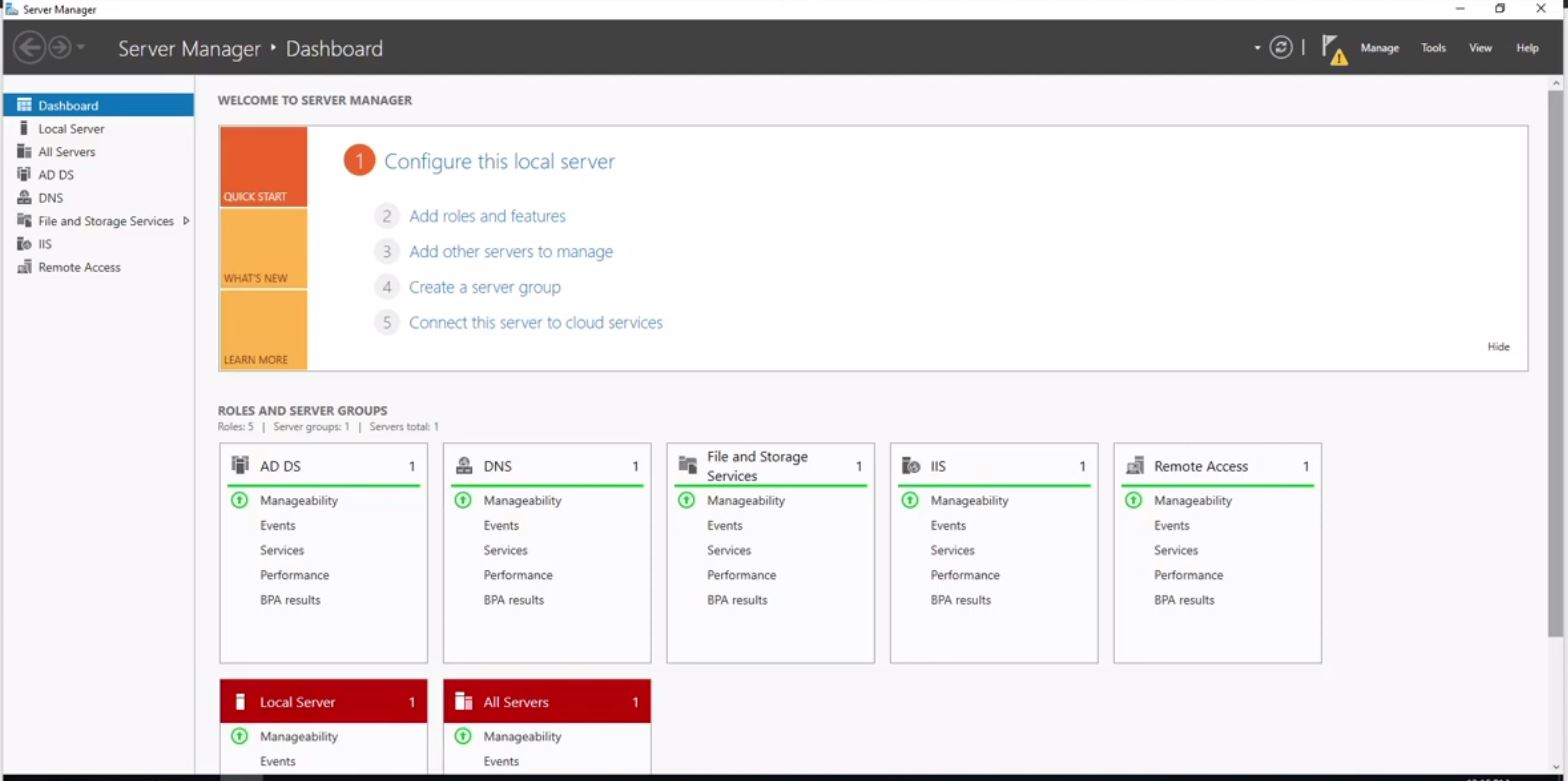 Server Manager
Server Manager ‣ Dashboard
Manage Tools View Help
Dashboard
Local Server
All Servers
AD DS
DNS
File and Storage Services
IIS
Remote Access
WELCOME TO SERVER MANAGER
QUICK START
WHAT'S NEW
LEARN MORE
1 Configure this local server
2 Add roles and features
3 Add other servers to manage
4 Create a server group
5 Connect this server to cloud services
Hide
ROLES AND SERVER GROUPS
Roles: 5 | Server groups: 1 | Servers total: 1
AD DS 1
Manageability
Events
Services
Performance
BPA results
DNS 1
Manageability
Events
Services
Performance
BPA results
File and Storage
Services 1
Manageability
Events
Services
Performance
BPA results
IIS 1
Manageability
Events
Services
Performance
BPA results
Remote Access 1
Manageability
Events
Services
Performance
BPA results
Local Server 1
Manageability
Events
All Servers 1
Manageability
Events